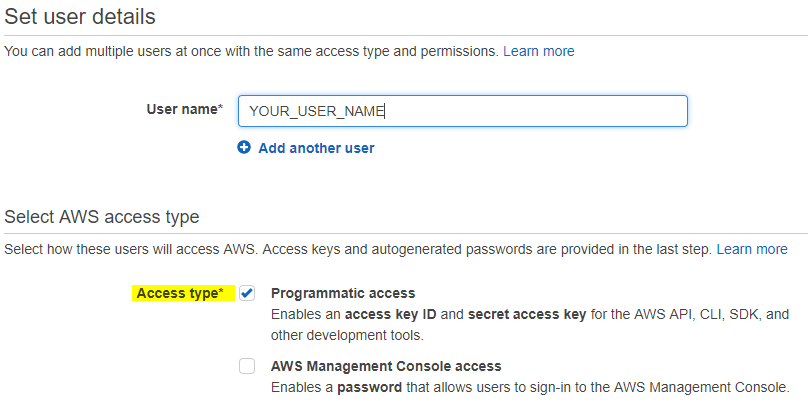 Set user details
You can add multiple users at once with the same access type and permissions. Learn more
User name* YOUR_USER_NAME
Add another user
Select AWS access type
Select how these users will access AWS. Access keys and autogenerated passwords are provided in the last step. Learn more
Access type* Programmatic access
Enables an access key ID and secret access key for the AWS API, CLI, SDK, and
other development tools.
AWS Management Console access
Enables a password that allows users to sign-in to the AWS Management Console.